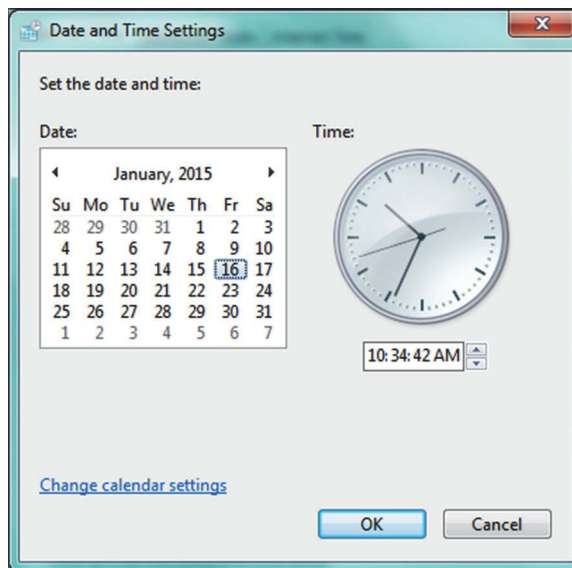 Date and Time Settings
Set the date and time:
Date:
Time:
January, 2015
Su Mo Tu We Th Fr Sa
28 29 30 31 1 2 3
4 5 6 7 8 9 10
11 12 13 14 15 16 17
18 19 20 21 22 23 24
25 26 27 28 29 30 31
1 2 3 4 5 6 7
10:34:42 AM
Change calendar settings
OK
Cancel